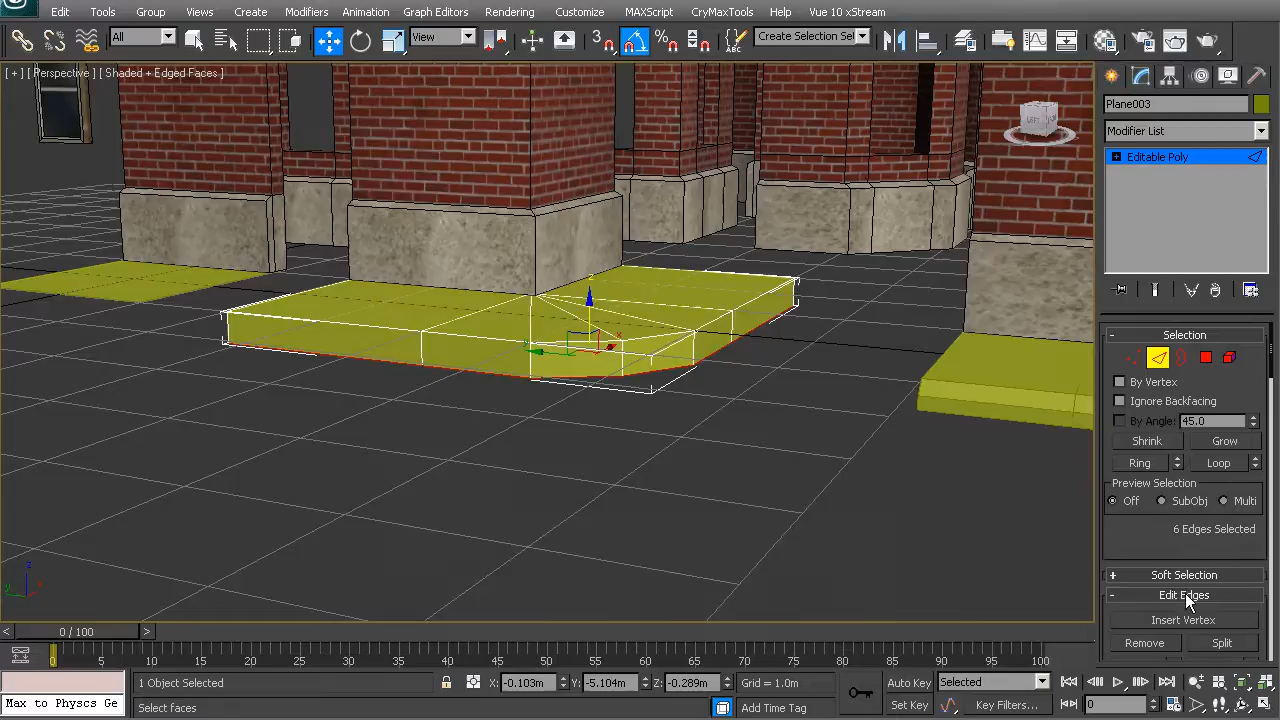 Edit Tools Group Views Create Modifiers Animation Graph Editors Rendering Customize MAXScript CryMaxTools Help Vue 10 xStream
All View 3 Create Selection Sel
[ + ] [ Perspective ] [ Shaded + Edged Faces ]
Plane003
Modifier List
Editable Poly
Selection
By Vertex
Ignore Backfacing
By Angle: 45.0
Shrink Grow
Ring Loop
Preview Selection
Off SubObj Multi
6 Edges Selected
Soft Selection
Edit Edges
Insert Vertex
Remove Split
0 / 100
0 5 10 15 20 25 30 35 40 45 50 55 60 65 70 75 80 85 90 95 100
1 Object Selected X: -0.103m Y: -5.104m Z: -0.289m Grid = 1.0m Auto Key Selected
Max to Physcs Ge Select faces Add Time Tag Set Key Key Filters... 0